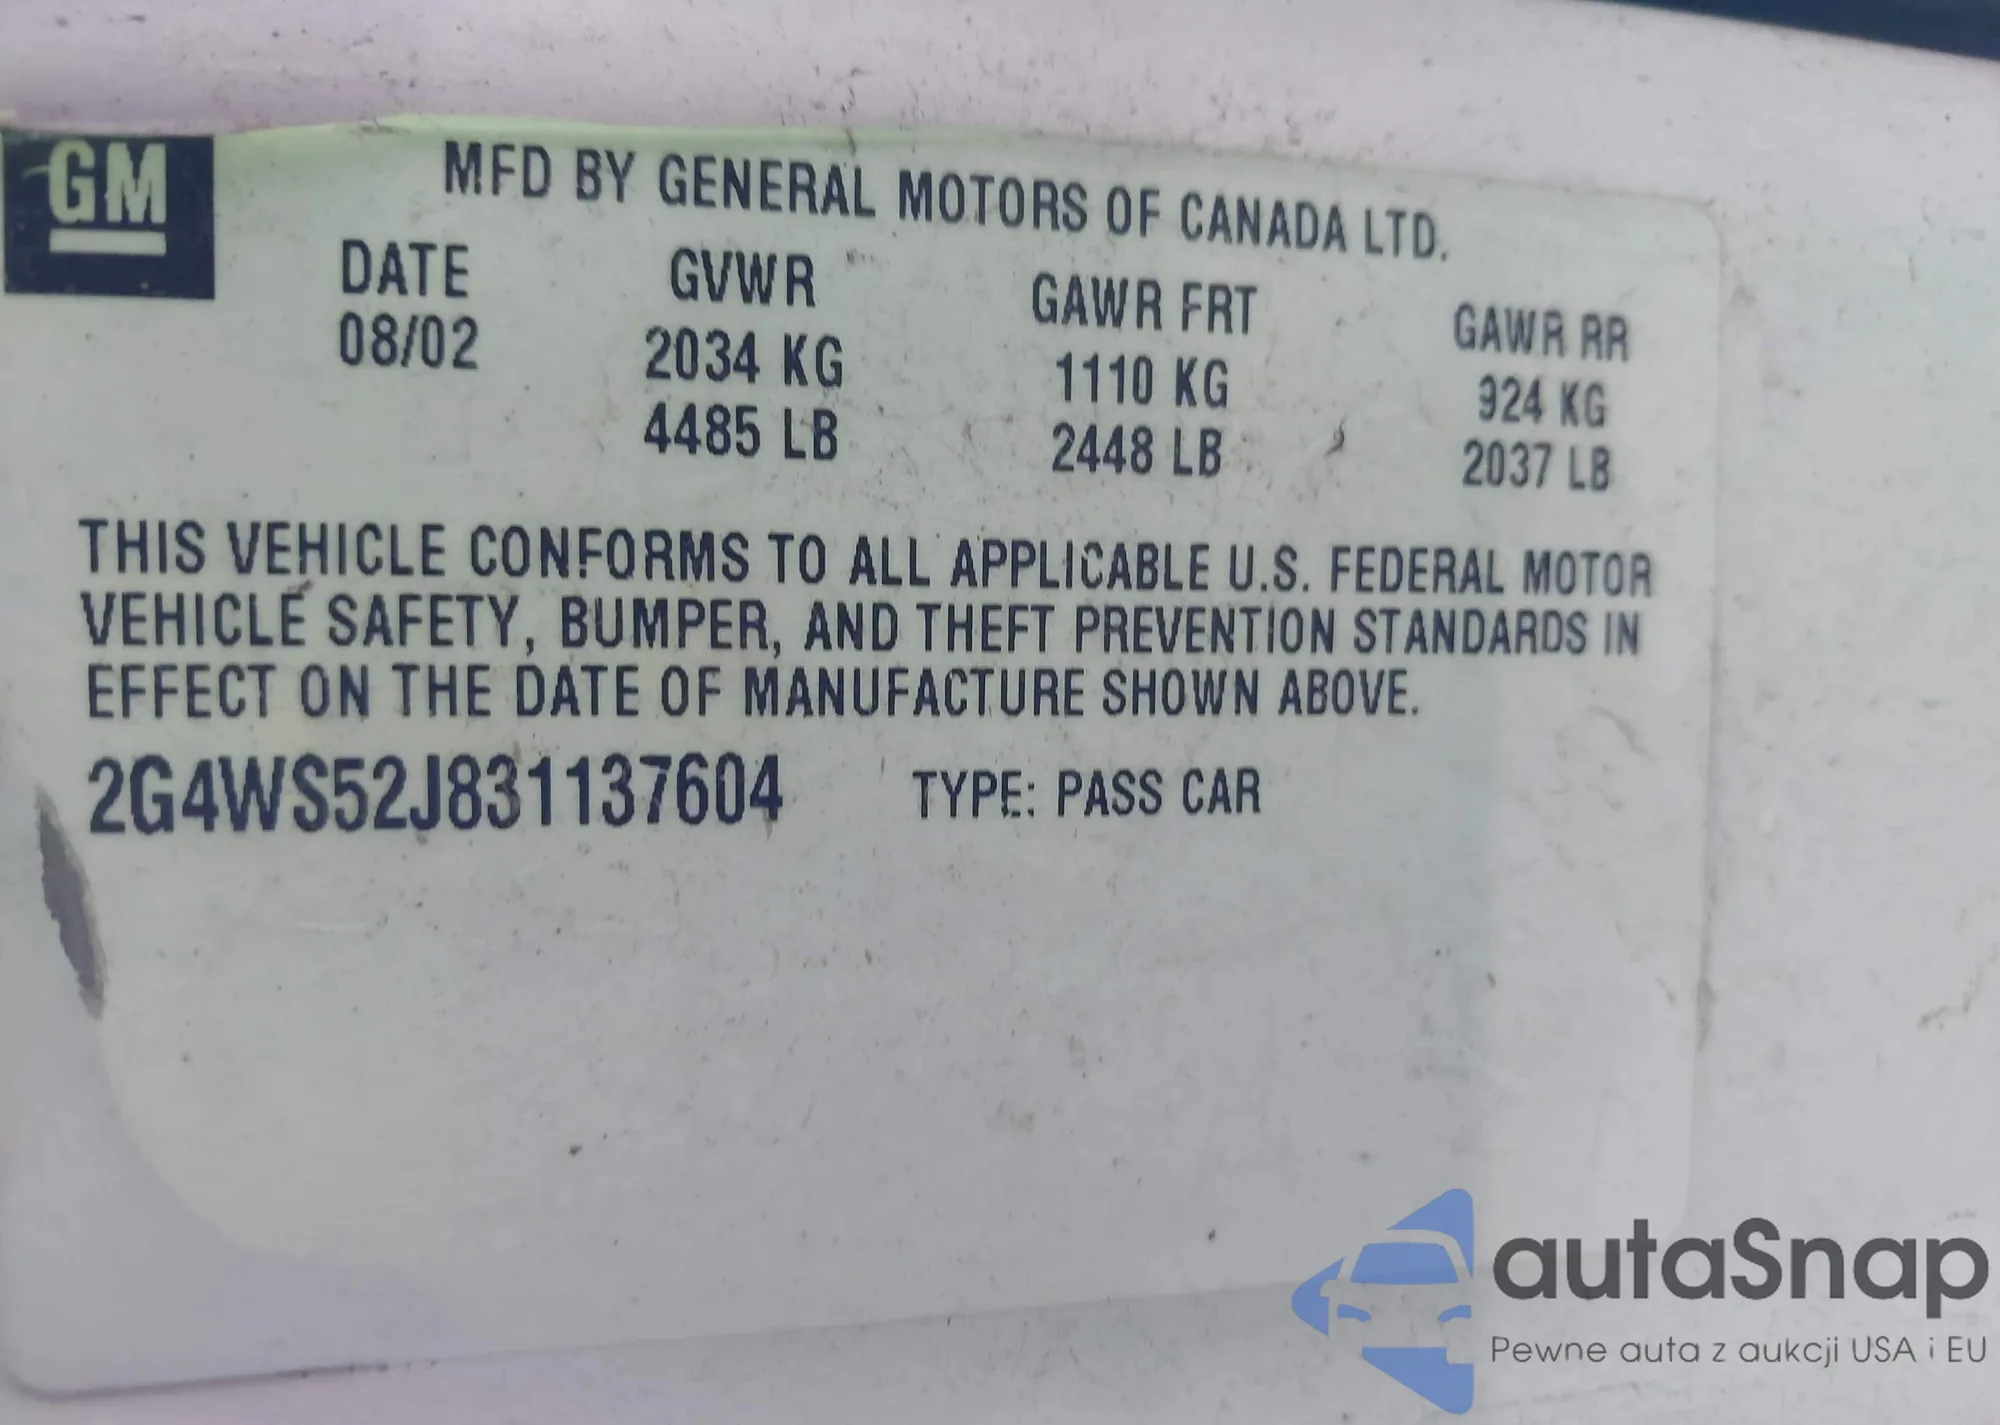 GM
MFD BY GENERAL MOTORS OF CANADA LTD.
DATE GVWR GAWR FRT GAWR RR
08/02 2034 KG 1110 KG 924 KG
4485 LB 2448 LB 2037 LB
THIS VEHICLE CONFORMS TO ALL APPLICABLE U.S. FEDERAL MOTOR
VEHICLE SAFETY, BUMPER, AND THEFT PREVENTION STANDARDS IN
EFFECT ON THE DATE OF MANUFACTURE SHOWN ABOVE.
2G4WS52J831137604 TYPE: PASS CAR
autaSnap
Pewne auta z aukcji USA i EU